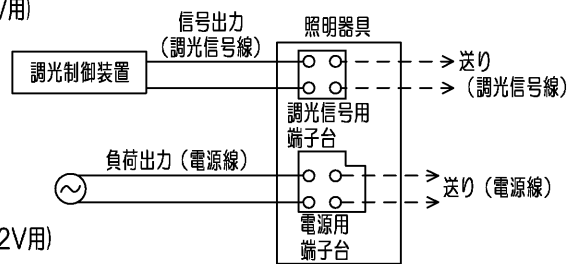 V用)
信号出力
(調光信号線)
照明器具
調光制御装置
送り
(調光信号線)
調光信号用
端子台
負荷出力(電源線)
送り(電源線)
2V用)
電源用
端子台